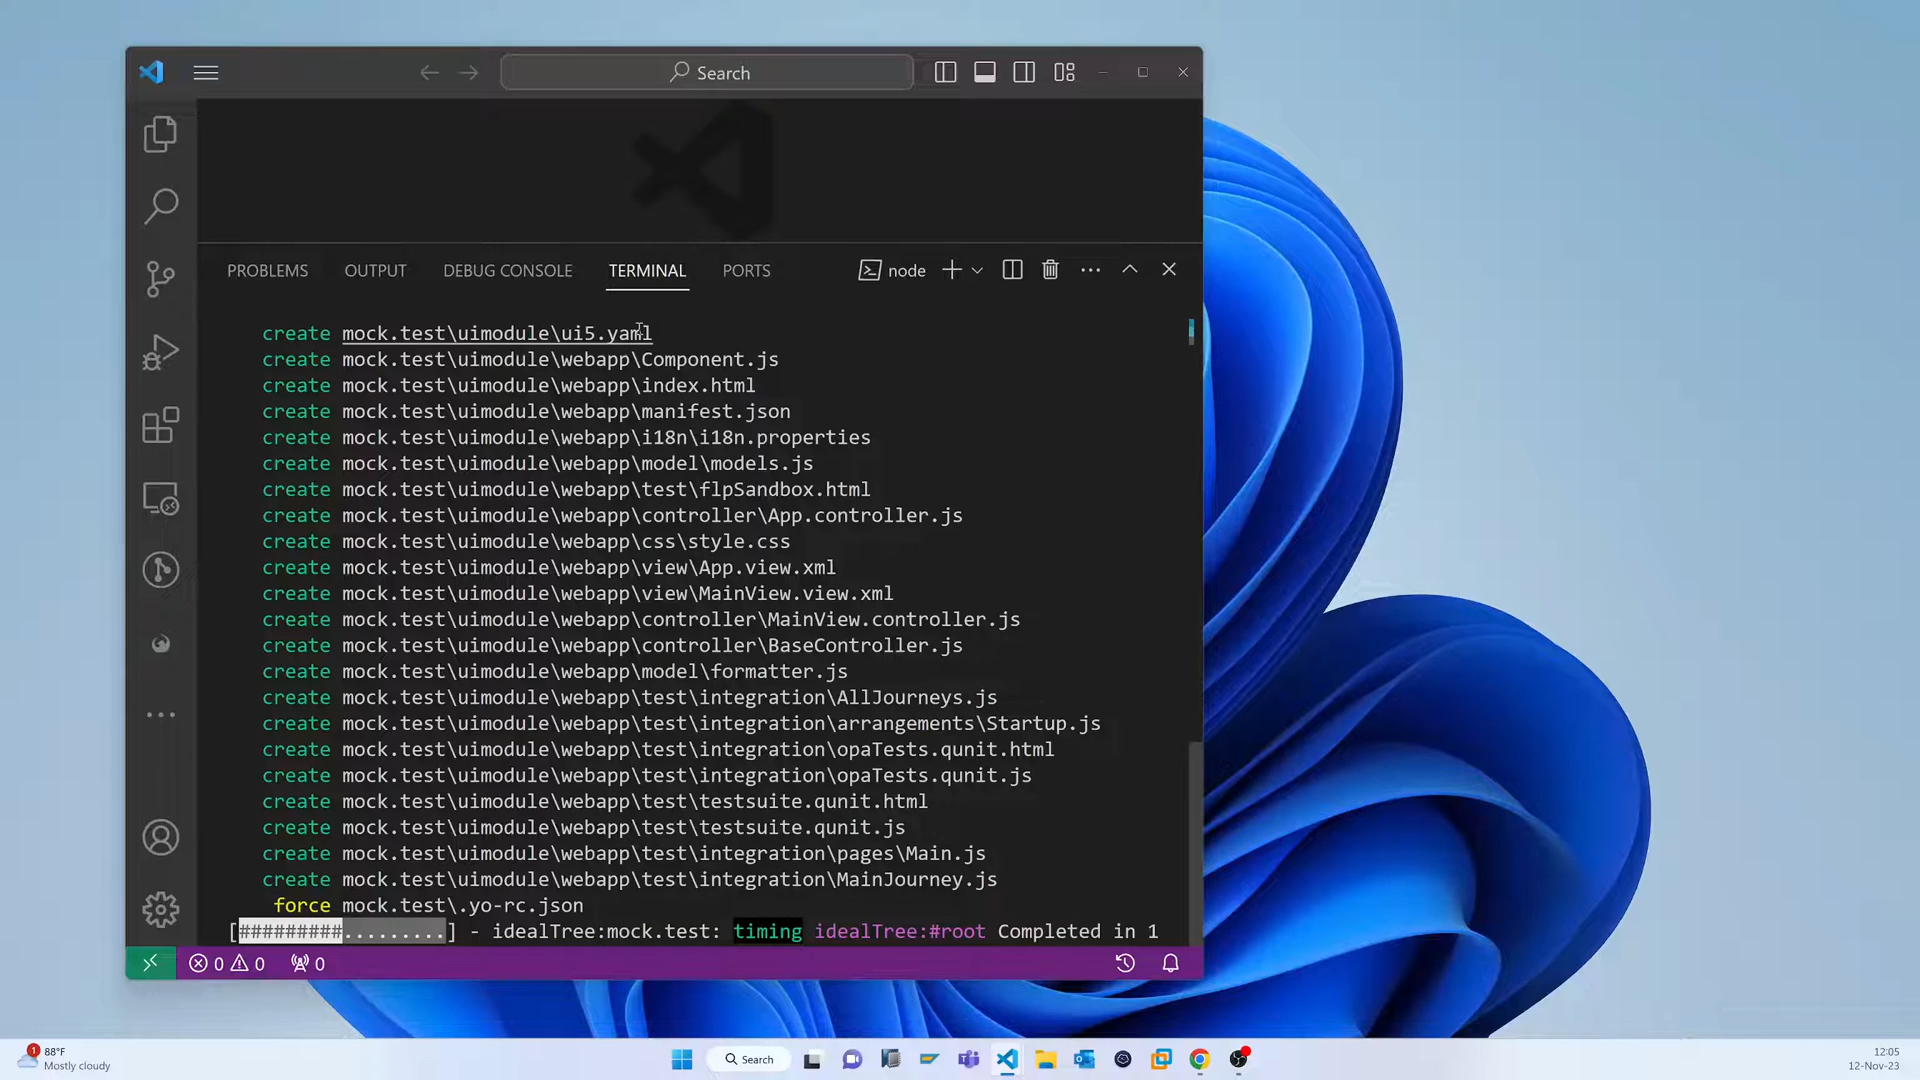 Search
PROBLEMS OUTPUT DEBUG CONSOLE TERMINAL PORTS node
create mock.test\uimodule\ui5.yaml
create mock.test\uimodule\webapp\Component.js
create mock.test\uimodule\webapp\index.html
create mock.test\uimodule\webapp\manifest.json
create mock.test\uimodule\webapp\i18n\i18n.properties
create mock.test\uimodule\webapp\model\models.js
create mock.test\uimodule\webapp\test\flpSandbox.html
create mock.test\uimodule\webapp\controller\App.controller.js
create mock.test\uimodule\webapp\css\style.css
create mock.test\uimodule\webapp\view\App.view.xml
create mock.test\uimodule\webapp\view\MainView.view.xml
create mock.test\uimodule\webapp\controller\MainView.controller.js
create mock.test\uimodule\webapp\controller\BaseController.js
create mock.test\uimodule\webapp\model\formatter.js
create mock.test\uimodule\webapp\test\integration\AllJourneys.js
create mock.test\uimodule\webapp\test\integration\arrangements\Startup.js
create mock.test\uimodule\webapp\test\integration\opaTests.qunit.html
create mock.test\uimodule\webapp\test\integration\opaTests.qunit.js
create mock.test\uimodule\webapp\test\testsuite.qunit.html
create mock.test\uimodule\webapp\test\testsuite.qunit.js
create mock.test\uimodule\webapp\test\integration\pages\Main.js
create mock.test\uimodule\webapp\test\integration\MainJourney.js
force mock.test\.yo-rc.json
[#########.........] - idealTree:mock.test: timing idealTree:#root Completed in 1
0 0 0
1 88°F
Mostly cloudy
Search
12:05
12-Nov-23